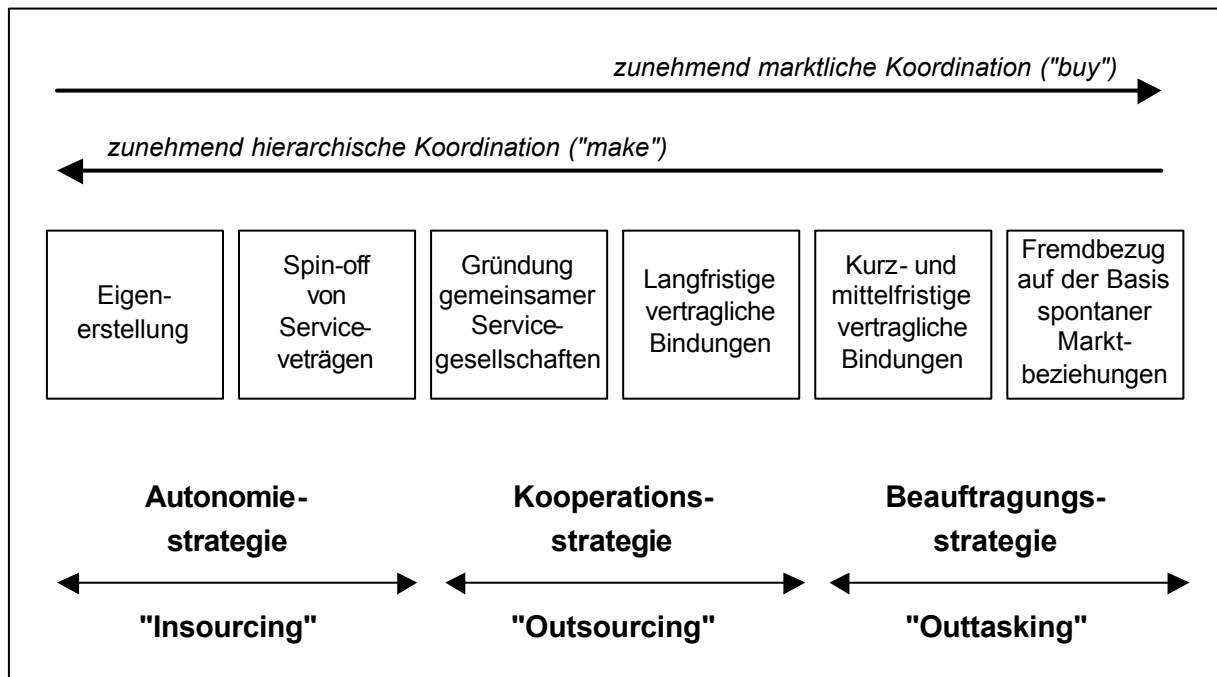 zunehmend marktliche Koordination ("buy")
zunehmend hierarchische Koordination ("make")
Eigen-
erstellung
Spin-off
von
Service-
veträgen
Gründung
gemeinsamer
Service-
gesellschaften
Langfristige
vertragliche
Bindungen
Kurz- und
mittelfristige
vertragliche
Bindungen
Fremdbezug
auf der Basis
spontaner
Markt-
beziehungen
Autonomie-
strategie
"Insourcing"
Kooperations-
strategie
"Outsourcing"
Beauftragungs-
strategie
"Outtasking"